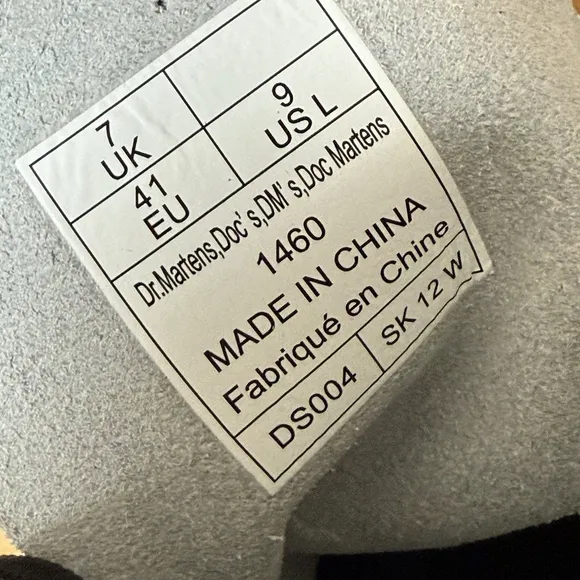 7
UK
9
US L
41
EU
Dr.Martens,Doc' s,DM' s,Doc Martens
1460
MADE IN CHINA
Fabriqué en Chine
DS004
SK 12 W